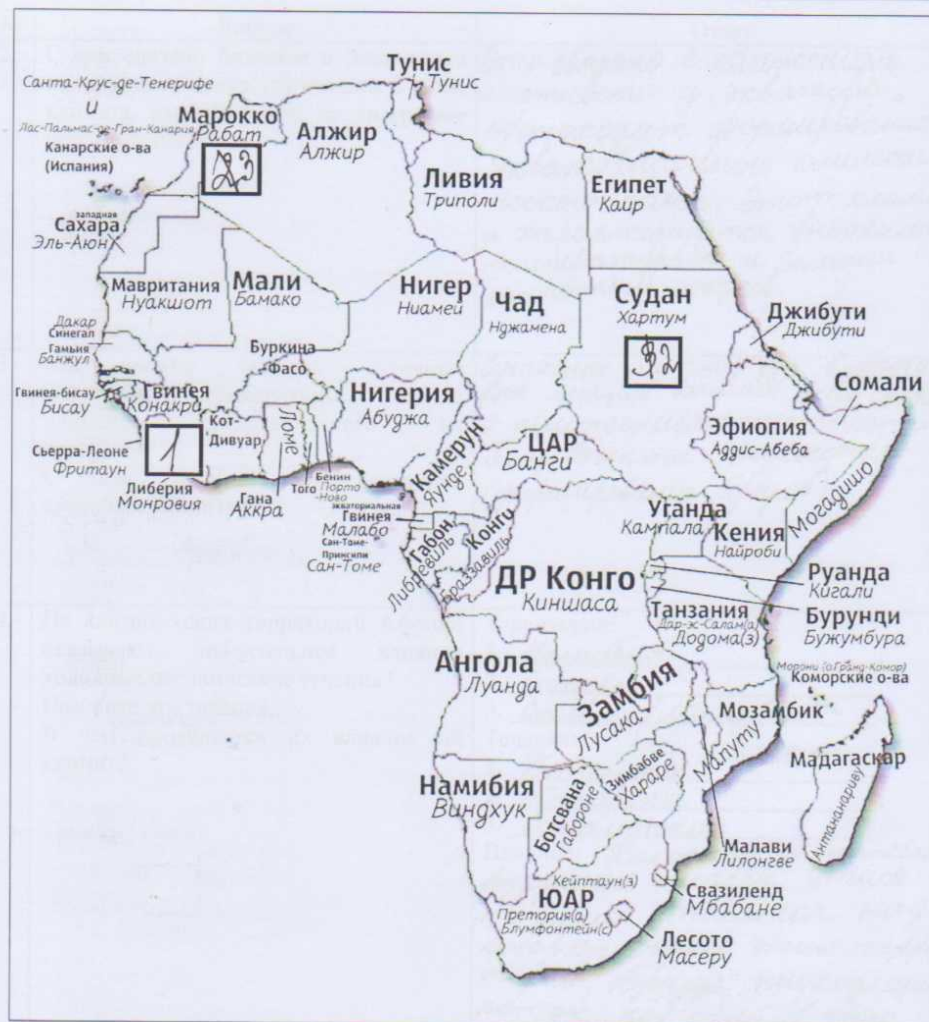 Санта-Крус-де-Тенерифе
и
Лас-Пальмас-де-Гран-Канария
Канарские о-ва
(Испания)
Марокко
Рабат
Тунис
Тунис
Алжир
Алжир
Ливия
Триполи
Египет
Каир
западная
Сахара
Эль-Аюн
Мавритания
Нуакшот
Мали
Бамако
Нигер
Ниамей
Чад
Нджамена
Судан
Хартум
Джибути
Джибути
Дакар
Синегал
Гамбия
Банжул
Гвинея-бисау
Бисау
Гвинея
Конакра
Буркина
-Фасо
Нигерия
Абуджа
Сомали
Могадишо
Эфиопия
Аддис-Абеба
ЦАР
Банги
Сьерра-Леоне
Фритаун
1
Кот-
Дивуар
Либерия
Монровия
Гана
Аккра
Ломе
Того
Бенин
Порто
-Ново
Камерун
Яунде
экваториальная
Гвинея
Малабо
Сан-Томе-
Принсипи
Сан-Томе
Габон
Либревиль
Конго
Браззавиль
Уганда
Кампала
Кения
Найроби
ДР Конго
Киншаса
Руанда
Кигали
Бурунди
Бужумбура
Танзания
Дар-эс-Салам(а)
Додома(з)
Ангола
Луанда
Замбия
Лусака
Морони (о.Гранд-Комор)
Коморские о-ва
Мозамбик
Мапуту
Мадагаскар
Антананариву
Намибия
Виндхук
Ботсвана
Габороне
Зимбабве
Хараре
Малави
Лилонгве
Кейптаун(з)
ЮАР
Претория(а)
Блумфонтейн(с)
Свазиленд
Мбабане
Лесото
Масеру